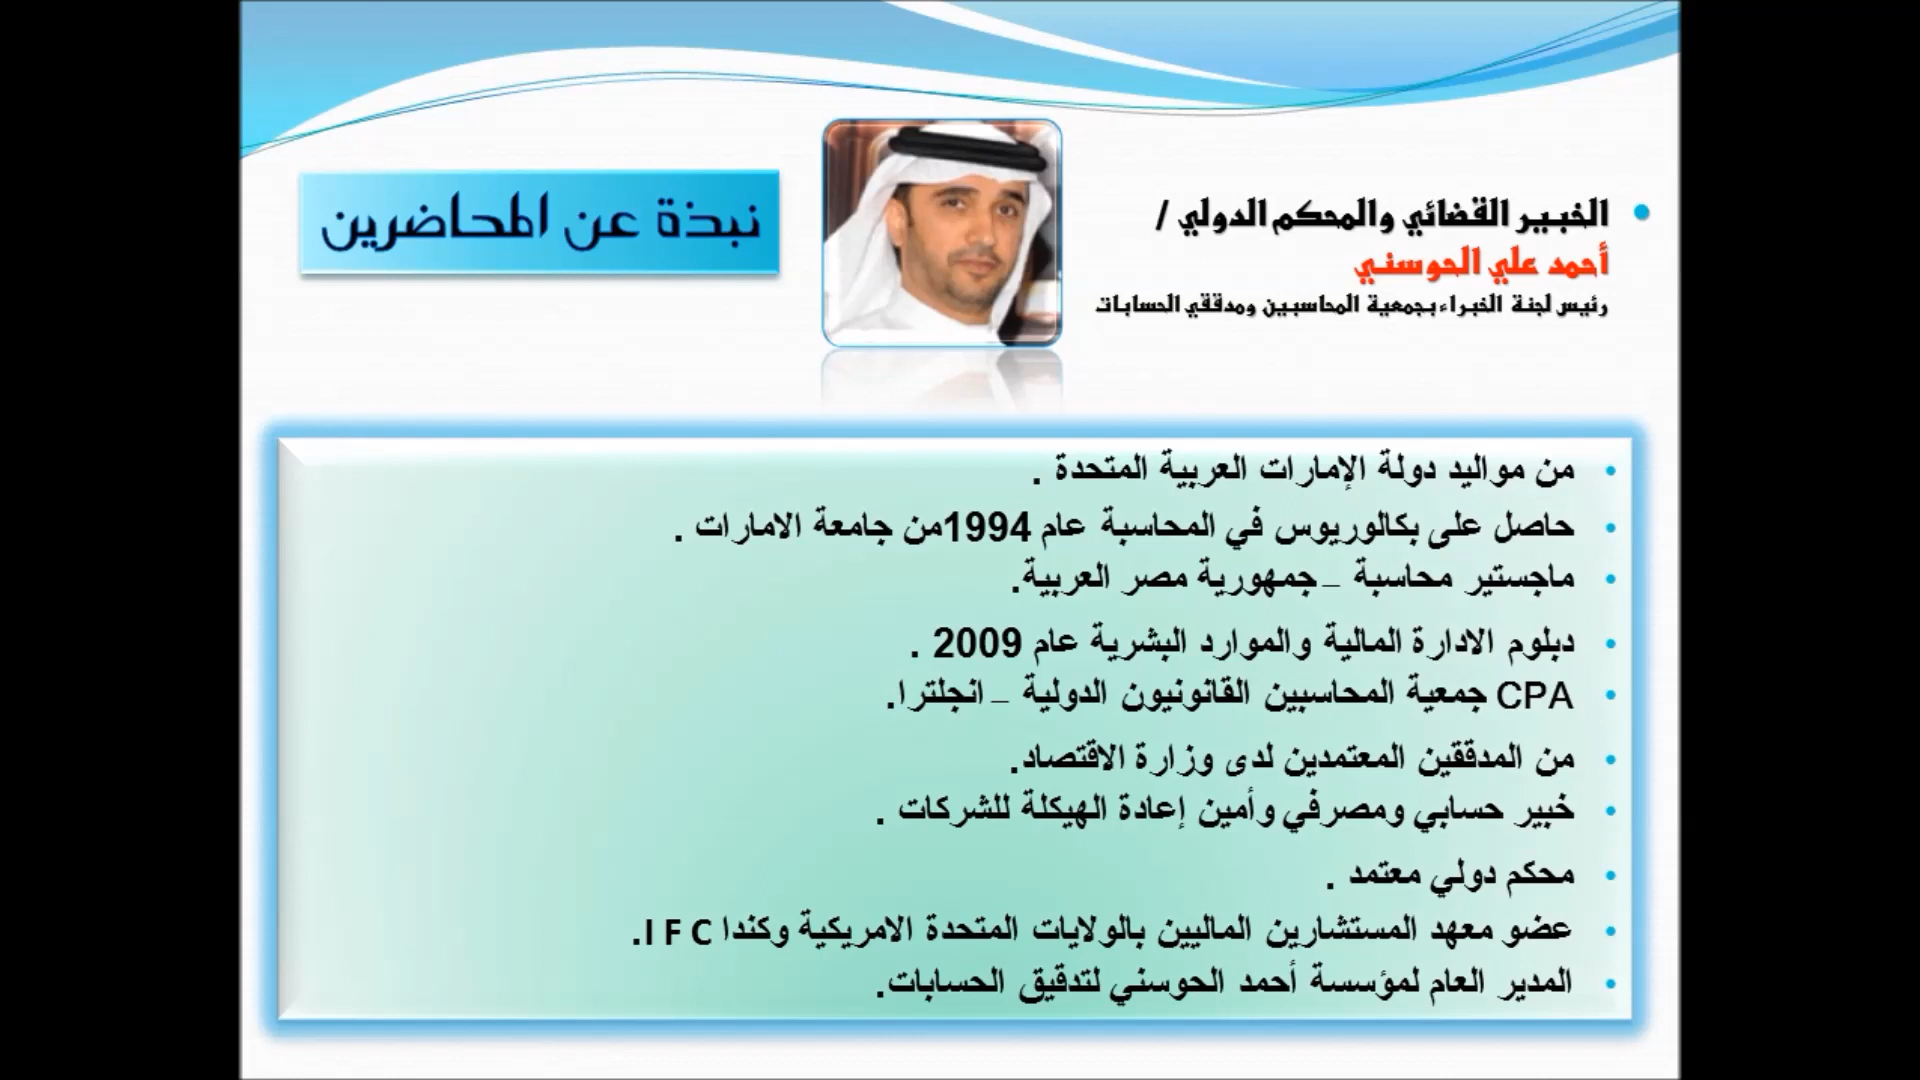 نبذة عن المحاضرين
الخبير القضائي والمحكم الدولي /
أحمد علي الحوسني
رئيس لجنة الخبراء بجمعية المحاسبين ومدققي الحسابات
من مواليد دولة الإمارات العربية المتحدة .
حاصل على بكالوريوس في المحاسبة عام 1994من جامعة الامارات .
ماجستير محاسبة – جمهورية مصر العربية.
دبلوم الادارة المالية والموارد البشرية عام 2009 .
CPA جمعية المحاسبين القانونيون الدولية – انجلترا.
من المدققين المعتمدين لدى وزارة الاقتصاد.
خبير حسابي ومصرفي وأمين إعادة الهيكلة للشركات .
محكم دولي معتمد .
عضو معهد المستشارين الماليين بالولايات المتحدة الامريكية وكندا I F C.
المدير العام لمؤسسة أحمد الحوسني لتدقيق الحسابات.